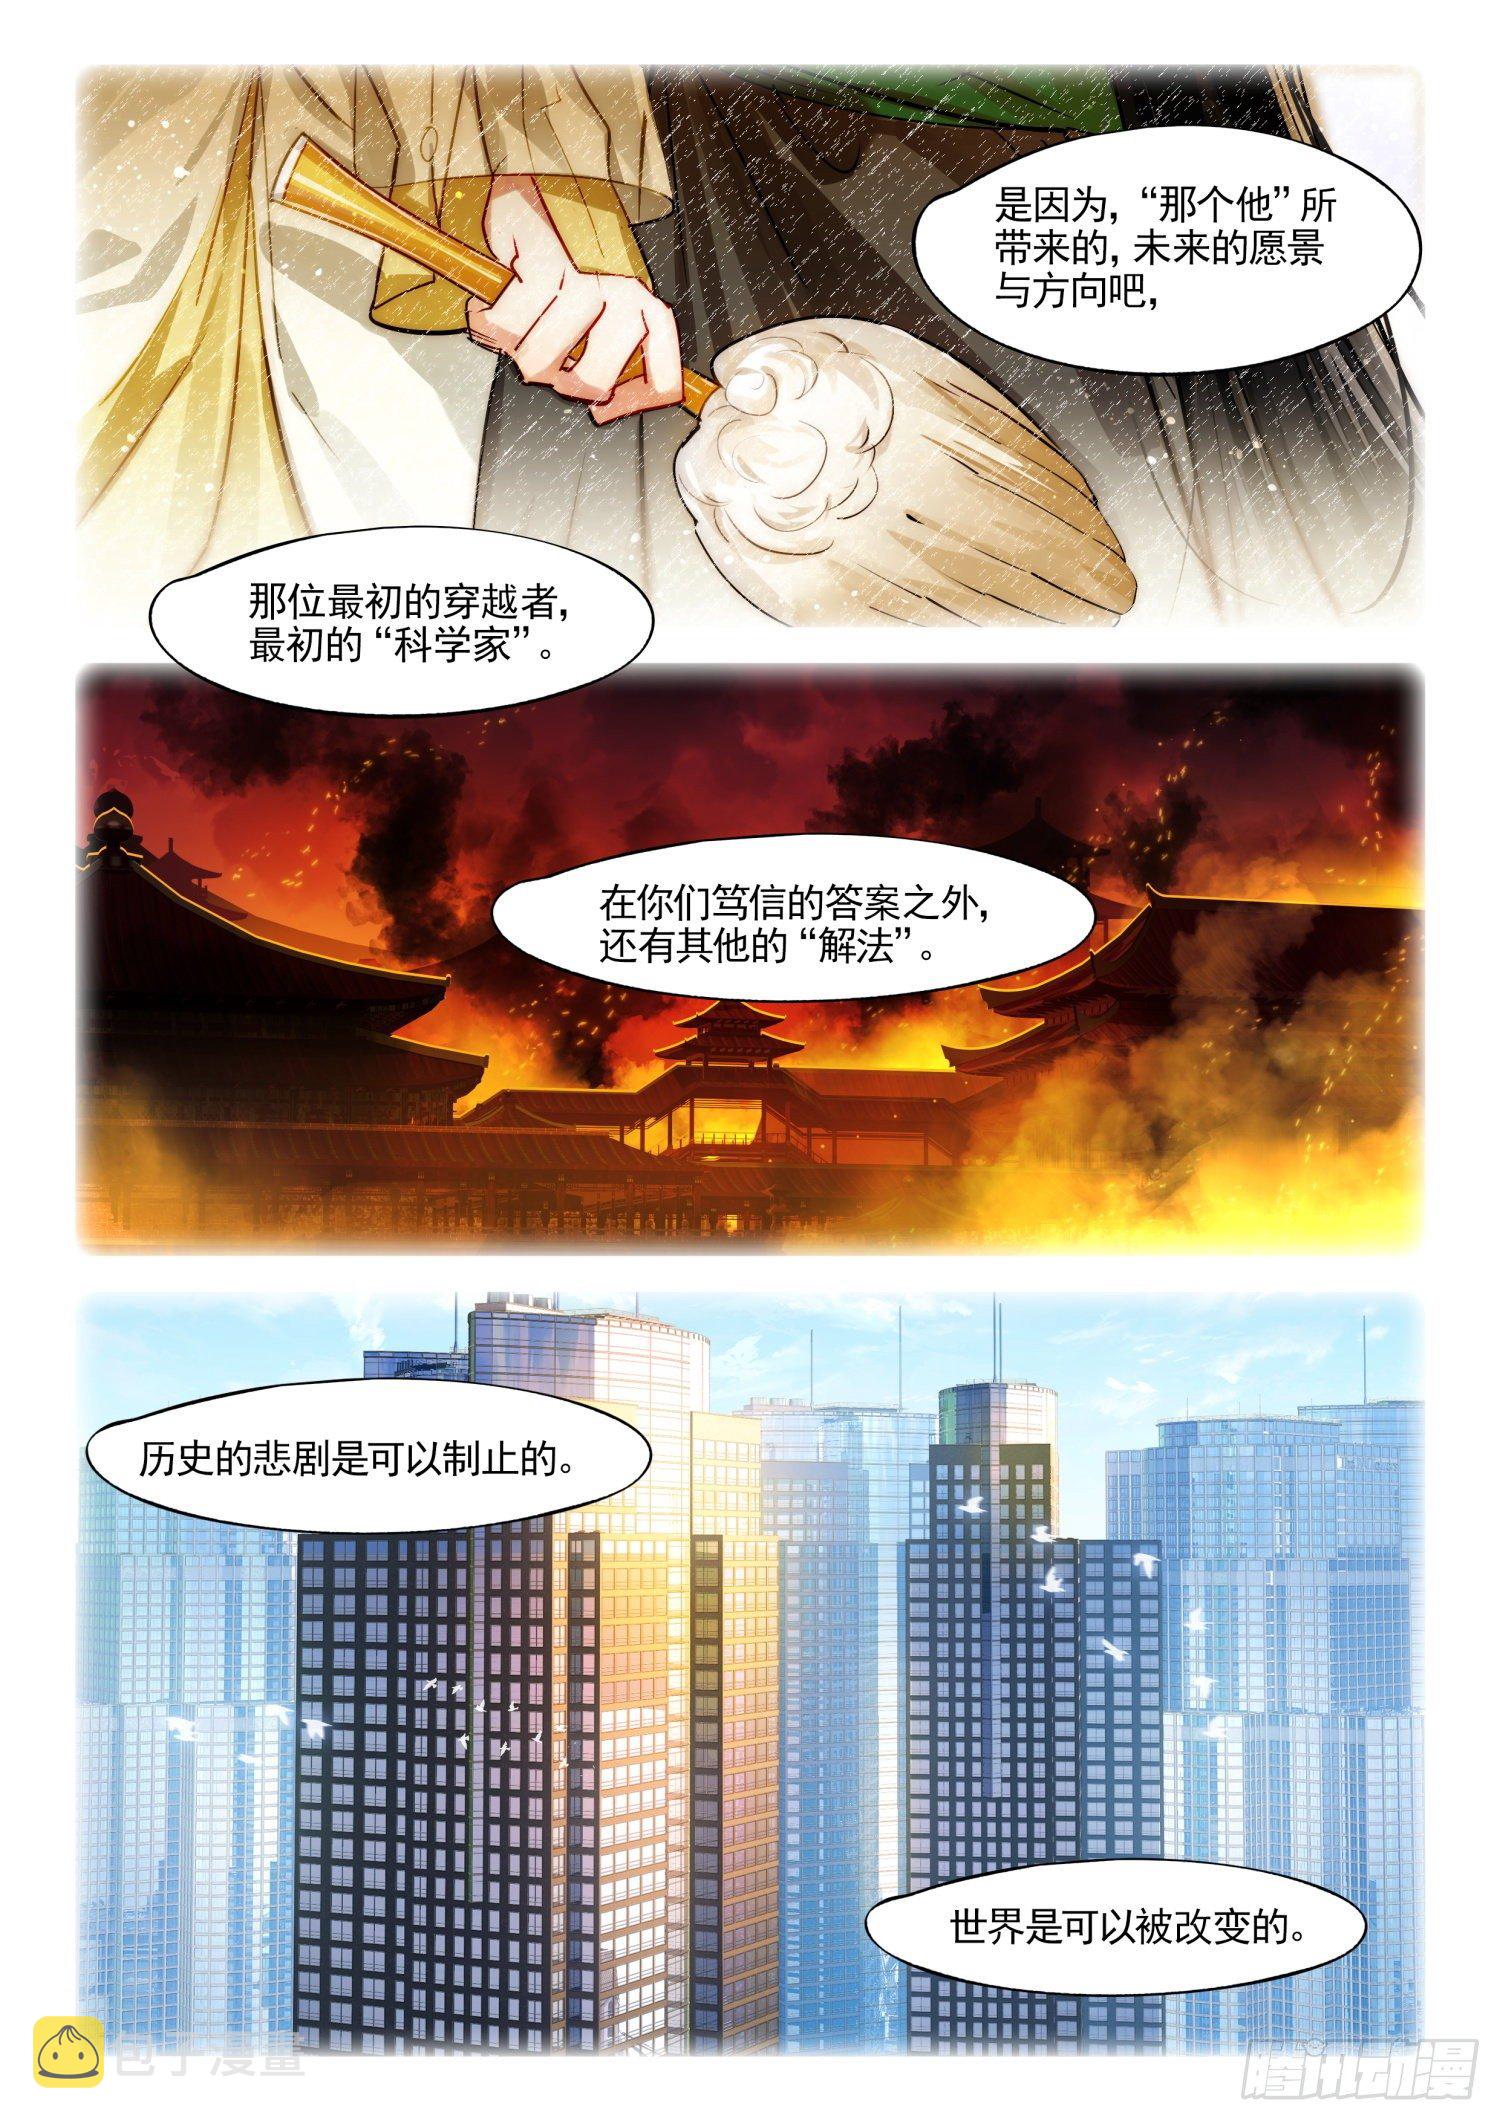 是因为，“那个他”所
带来的，未来的愿景
与方向吧，
那位最初的穿越者，
最初的“科学家”。
在你们笃信的答案之外，
还有其他的“解法”。
历史的悲剧是可以制止的。
世界是可以被改变的。
包子漫畫
腾讯动漫